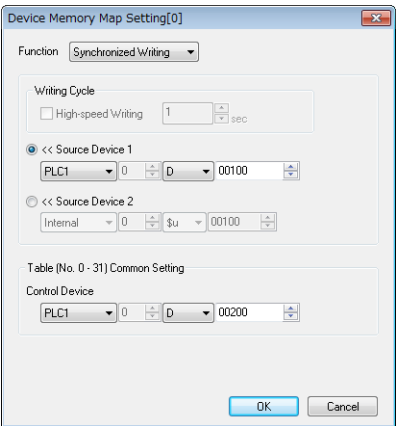 Device Memory Map Setting[0]
Function Synchronized Writing
Writing Cycle
High-speed Writing 1 sec
<< Source Device 1
PLC1 0 D 00100
<< Source Device 2
Internal 0 $u 00100
Table (No. 0 - 31) Common Setting
Control Device
PLC1 0 D 00200
OK Cancel